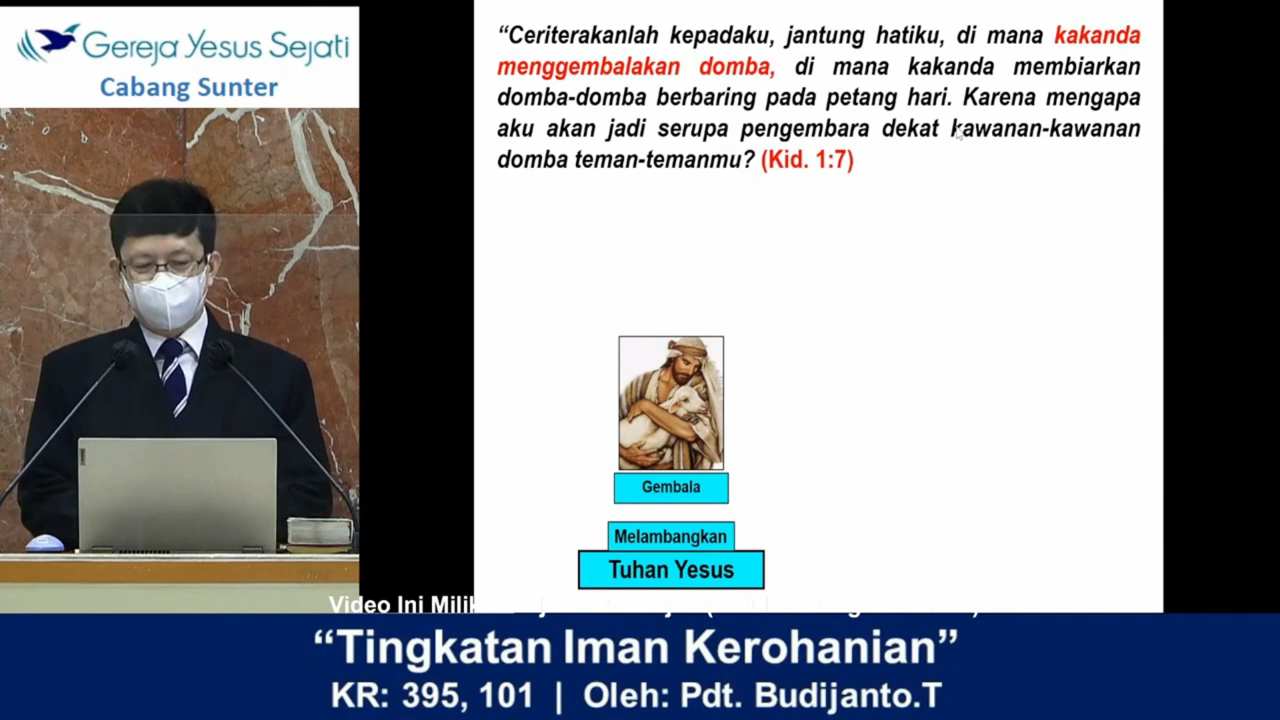 Gereja Yesus Sejati
Cabang Sunter
“Ceriterakanlah kepadaku, jantung hatiku, di mana kakanda
menggembalakan domba, di mana kakanda membiarkan
domba-domba berbaring pada petang hari. Karena mengapa
aku akan jadi serupa pengembara dekat kawanan-kawanan
domba teman-temanmu? (Kid. 1:7)
Gembala
Melambangkan
Tuhan Yesus
Video Ini Milik
“Tingkatan Iman Kerohanian”
KR: 395, 101 | Oleh: Pdt. Budijanto.T